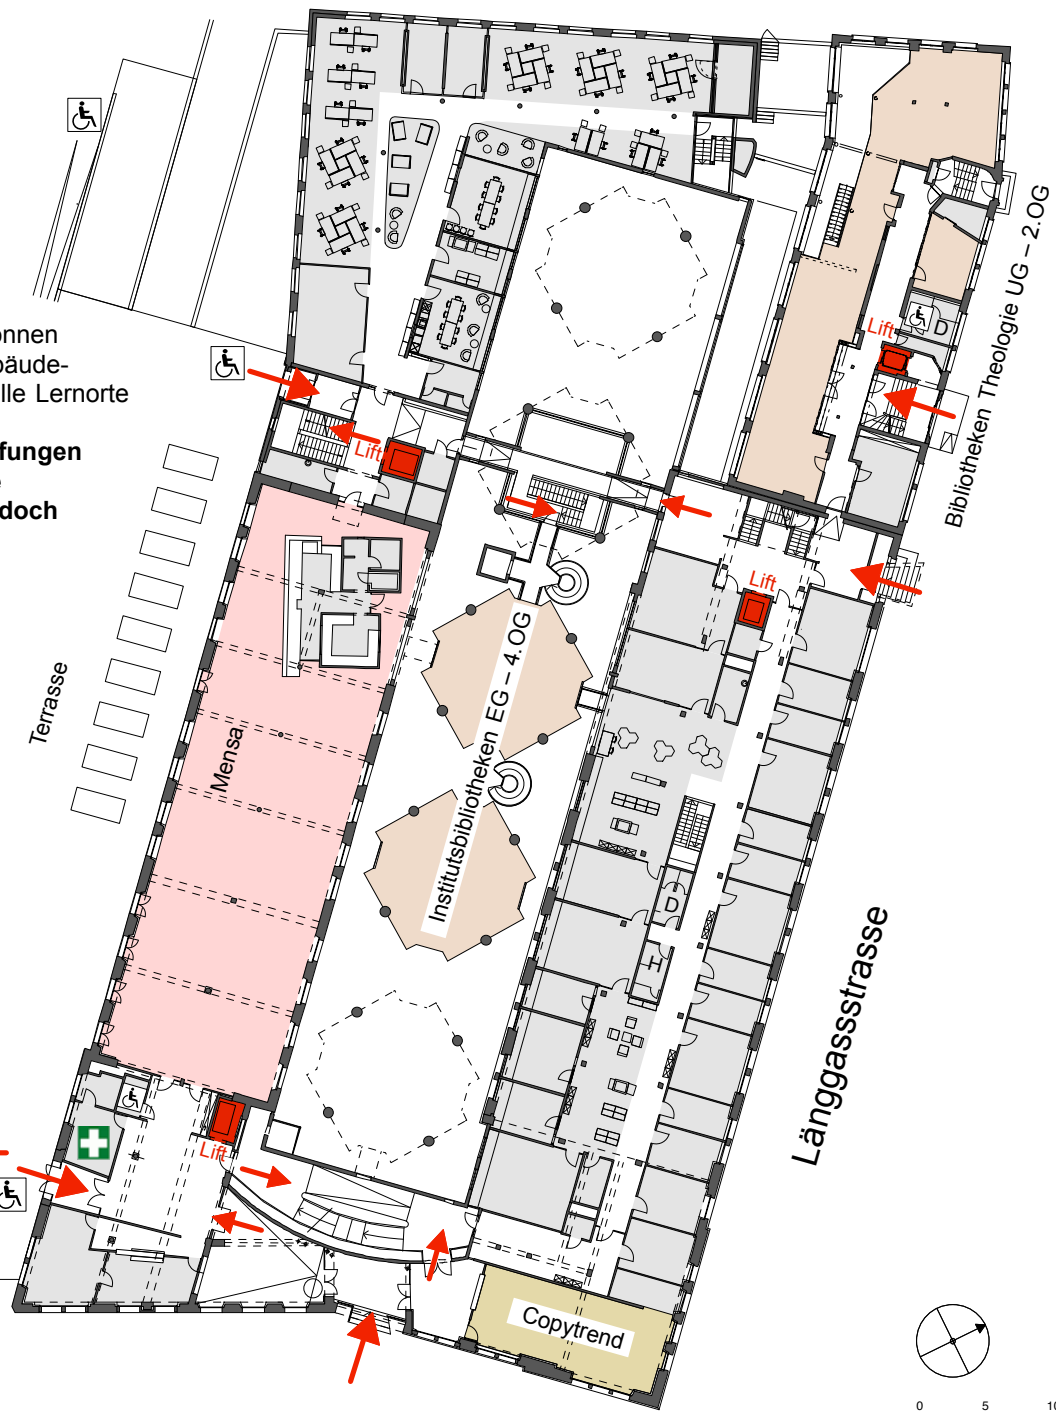 onnen
bäude-
lle Lernorte
fungen
e
doch
Bibliotheken Theologie UG – 2.OG
Lift
D
Lift
Lift
Terrasse
Mensa
Institutsbibliotheken EG – 4.OG
D
H
Länggassstrasse
Lift
Copytrend
0 5 10